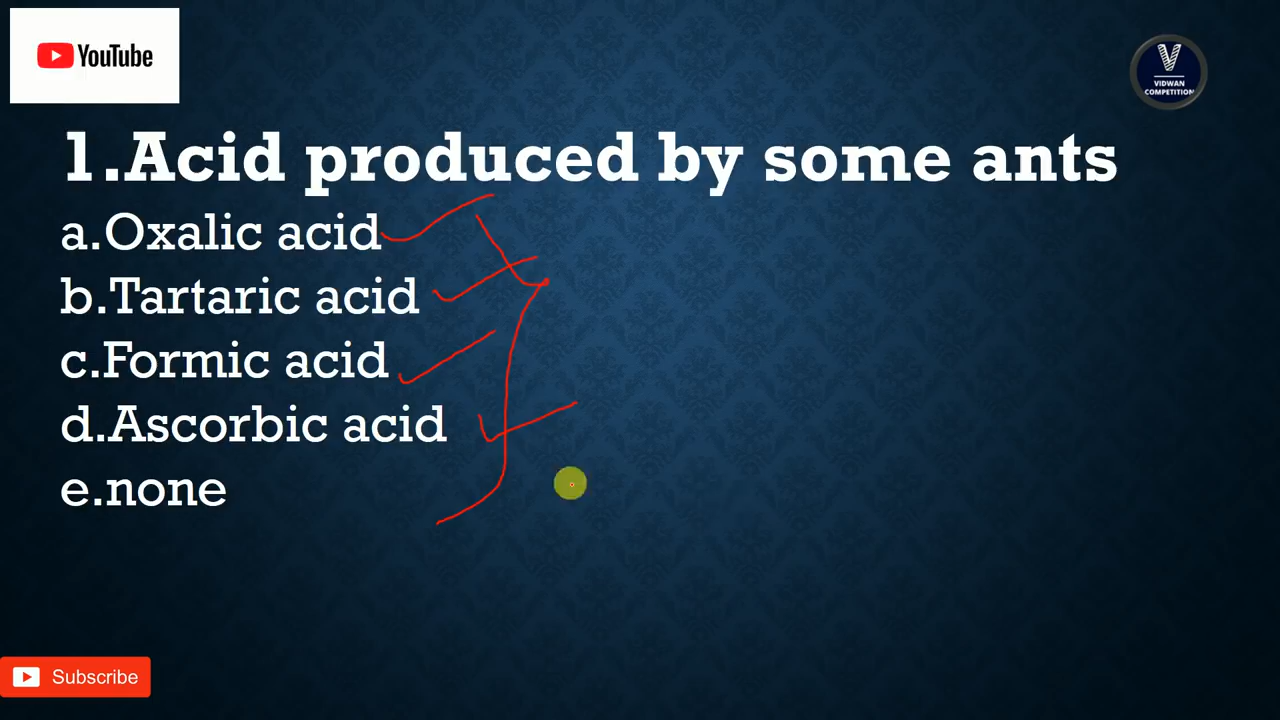 YouTube
VIDWAN
COMPETITION
1.Acid produced by some ants
a.Oxalic acid
b.Tartaric acid
c.Formic acid
d.Ascorbic acid
e.none
Subscribe